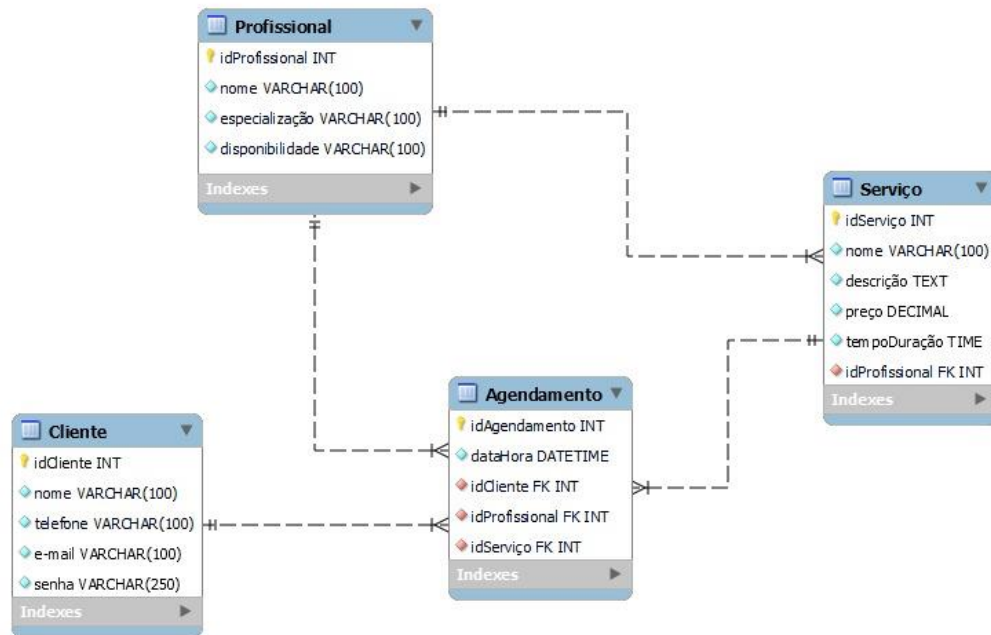 Profissional
idProfissional INT
nome VARCHAR(100)
especialização VARCHAR(100)
disponibilidade VARCHAR(100)
Indexes
Serviço
idServiço INT
nome VARCHAR(100)
descrição TEXT
preço DECIMAL
tempoDuração TIME
idProfissional FK INT
Indexes
Agendamento
idAgendamento INT
dataHora DATETIME
idCliente FK INT
idProfissional FK INT
idServiço FK INT
Indexes
Cliente
idCliente INT
nome VARCHAR(100)
telefone VARCHAR(100)
e-mail VARCHAR(100)
senha VARCHAR(250)
Indexes